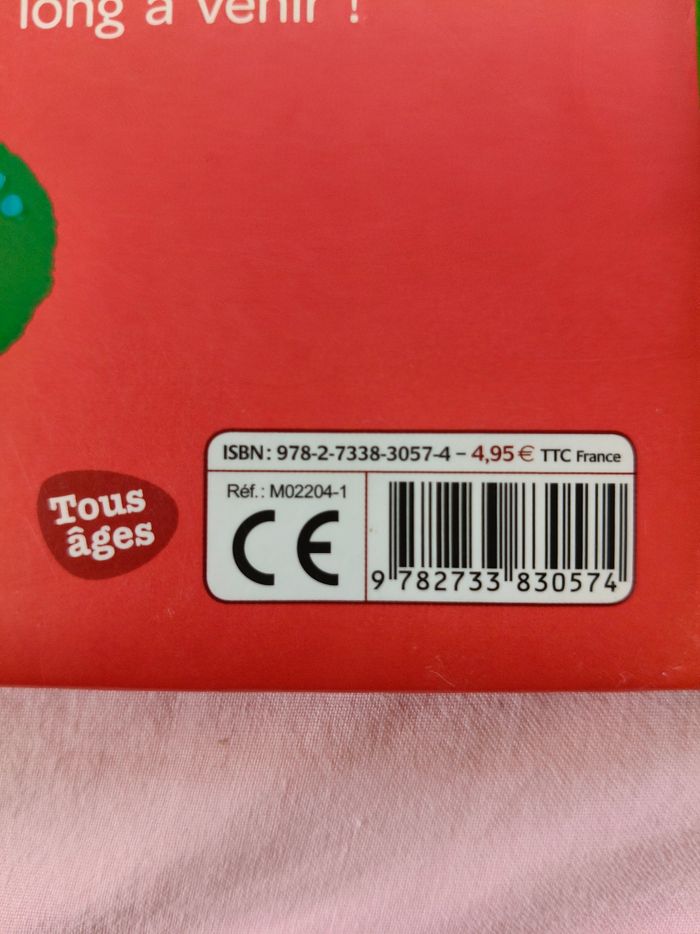 long à venir !
ISBN : 978-2-7338-3057-4 – 4,95 € TTC France
Réf. : M02204-1
Tous
âges
CE
9 782733 830574